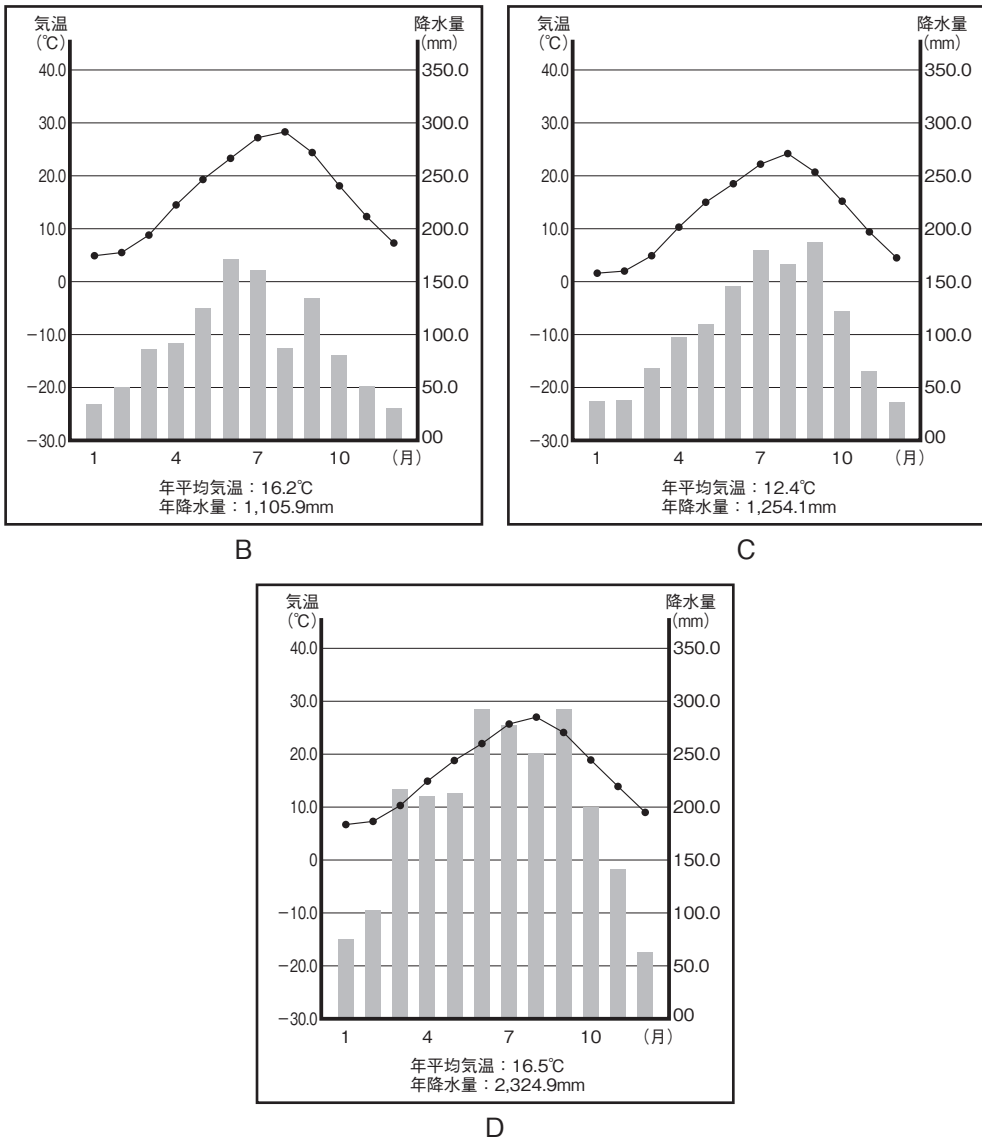 気温
(℃)
降水量
(mm)
40.0
30.0
20.0
10.0
0
−10.0
−20.0
−30.0
350.0
300.0
250.0
200.0
150.0
100.0
50.0
00
1 4 7 10 (月)
年平均気温：16.2℃
年降水量：1,105.9mm
B
気温
(℃)
降水量
(mm)
40.0
30.0
20.0
10.0
0
−10.0
−20.0
−30.0
350.0
300.0
250.0
200.0
150.0
100.0
50.0
00
1 4 7 10 (月)
年平均気温：12.4℃
年降水量：1,254.1mm
C
気温
(℃)
降水量
(mm)
40.0
30.0
20.0
10.0
0
−10.0
−20.0
−30.0
350.0
300.0
250.0
200.0
150.0
100.0
50.0
00
1 4 7 10 (月)
年平均気温：16.5℃
年降水量：2,324.9mm
D